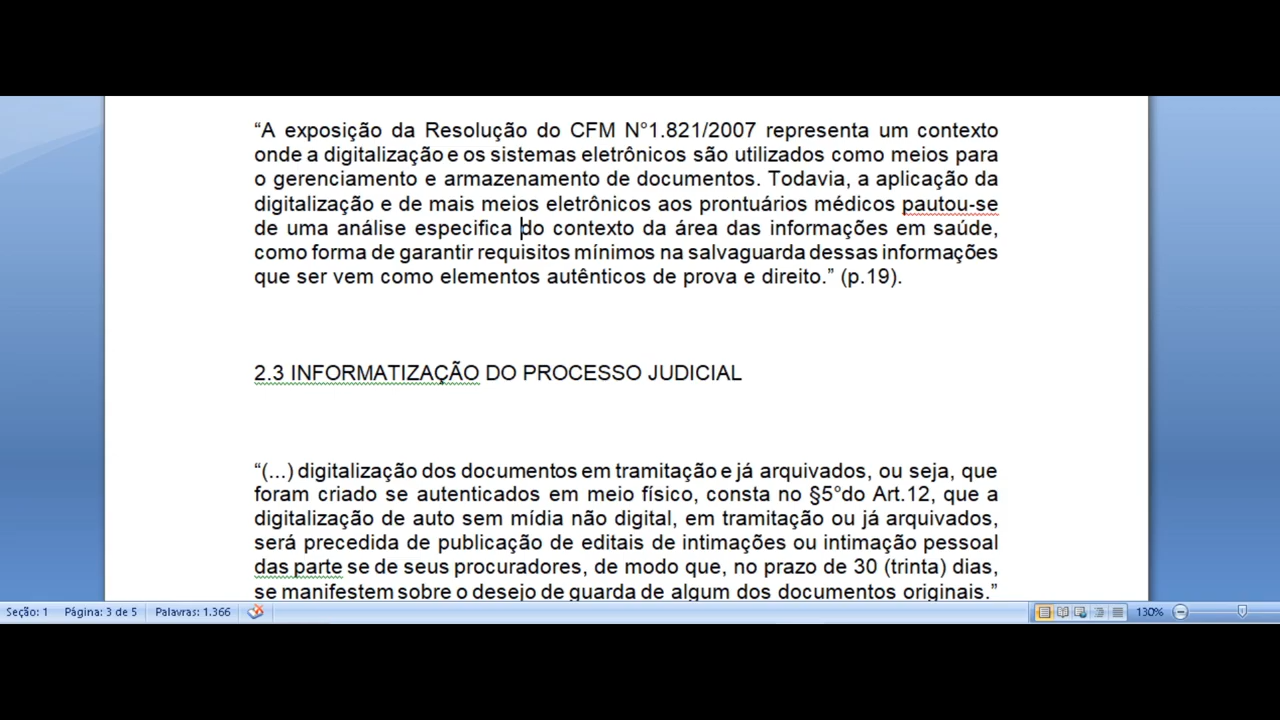 “A exposição da Resolução do CFM N°1.821/2007 representa um contexto
onde a digitalização e os sistemas eletrônicos são utilizados como meios para
o gerenciamento e armazenamento de documentos. Todavia, a aplicação da
digitalização e de mais meios eletrônicos aos prontuários médicos pautou-se
de uma análise especifica do contexto da área das informações em saúde,
como forma de garantir requisitos mínimos na salvaguarda dessas informações
que ser vem como elementos autênticos de prova e direito.” (p.19).
2.3 INFORMATIZAÇÃO DO PROCESSO JUDICIAL
“(...) digitalização dos documentos em tramitação e já arquivados, ou seja, que
foram criado se autenticados em meio físico, consta no §5°do Art.12, que a
digitalização de auto sem mídia não digital, em tramitação ou já arquivados,
será precedida de publicação de editais de intimações ou intimação pessoal
das parte se de seus procuradores, de modo que, no prazo de 30 (trinta) dias,
se manifestem sobre o desejo de guarda de algum dos documentos originais.”
Seção: 1 Página: 3 de 5 Palavras: 1.366 130%